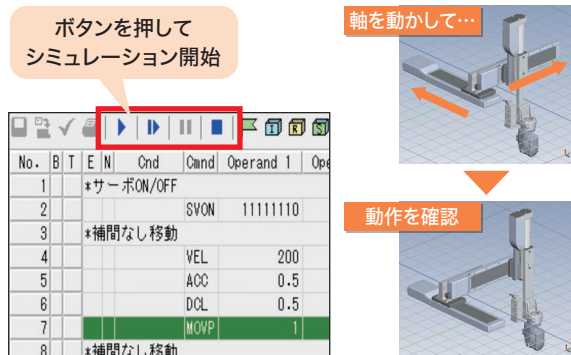 ボタンを押して
シミュレーション開始
No. B T E N Cnd Cmnd Operand 1 Ope
1 *サーボON/OFF
2 SVON 11111110
3 *補間なし移動
4 VEL 200
5 ACC 0.5
6 DCL 0.5
7 MOVP 1
8 *補間なし移動
軸を動かして…
動作を確認